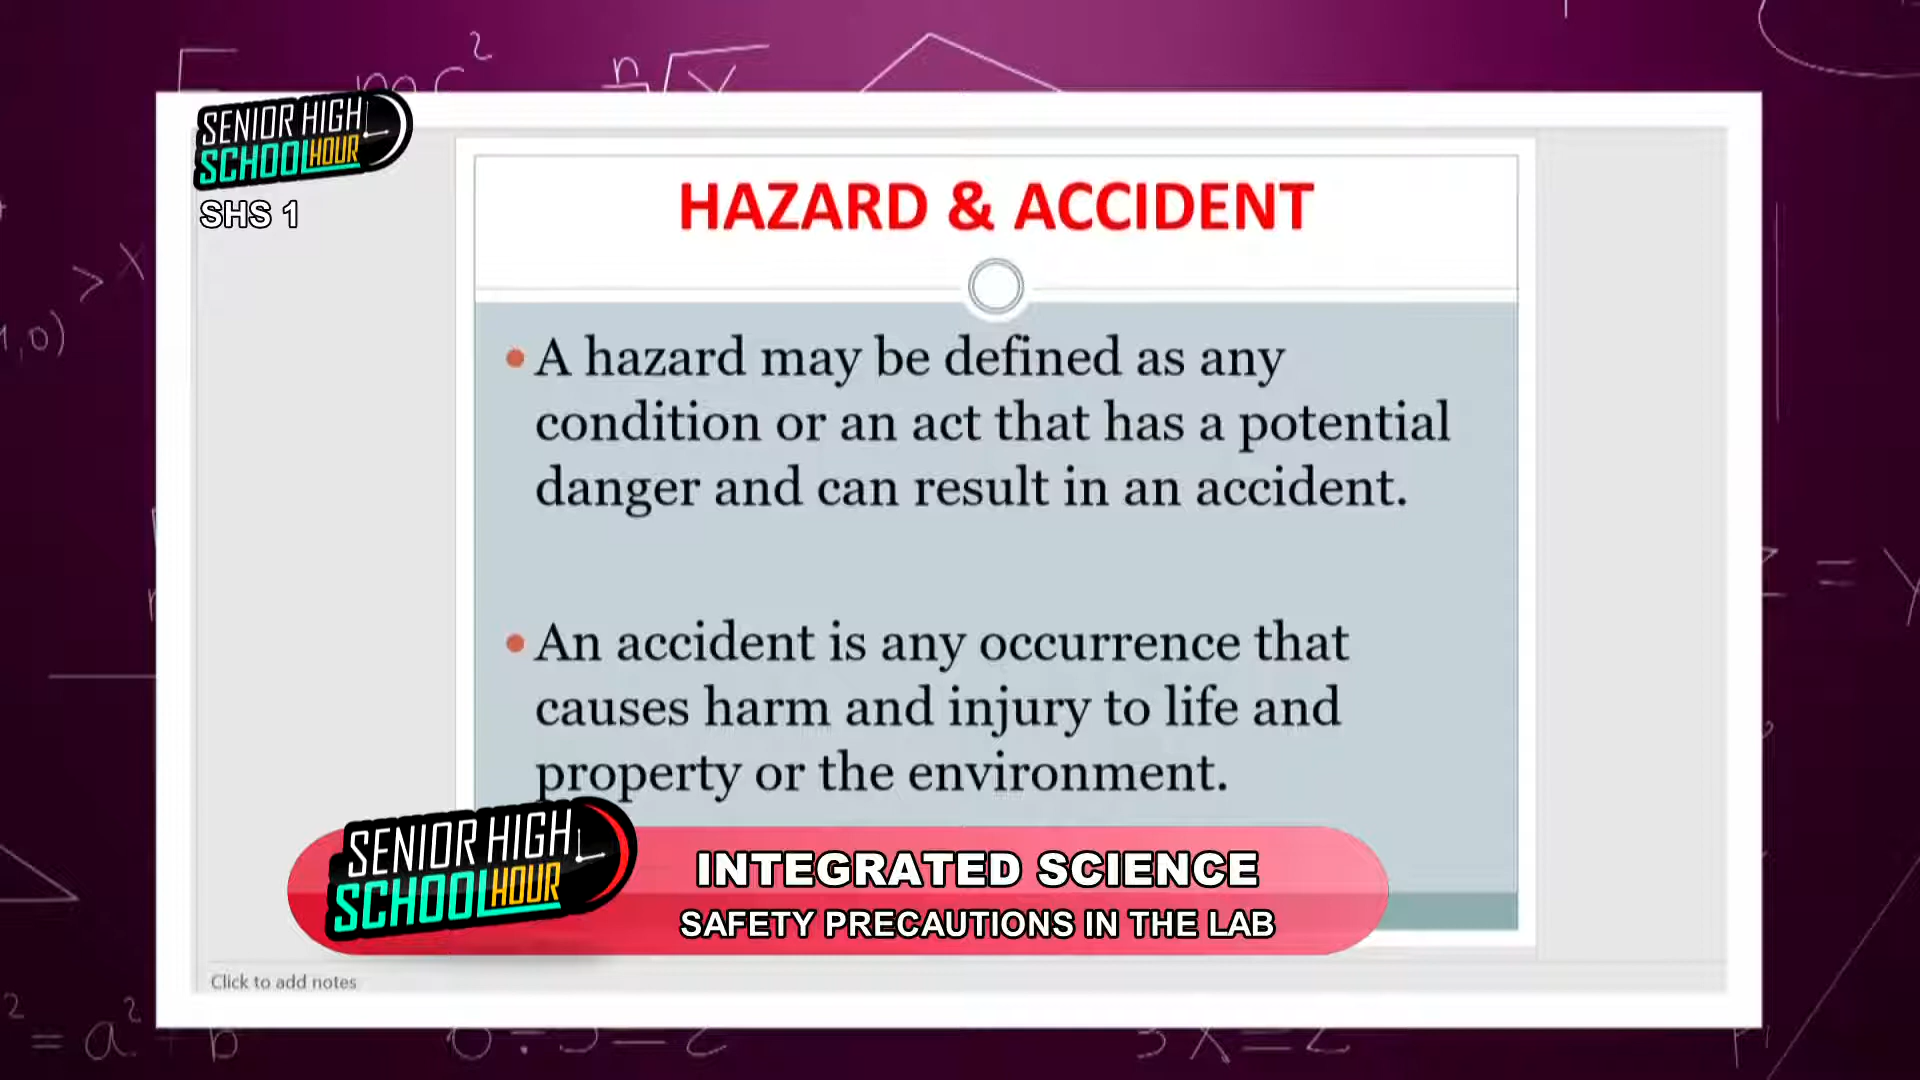 SENIOR HIGH
SCHOOL HOUR
SHS 1
HAZARD & ACCIDENT
• A hazard may be defined as any
condition or an act that has a potential
danger and can result in an accident.
• An accident is any occurrence that
causes harm and injury to life and
property or the environment.
SENIOR HIGH
SCHOOL HOUR
INTEGRATED SCIENCE
SAFETY PRECAUTIONS IN THE LAB
Click to add notes